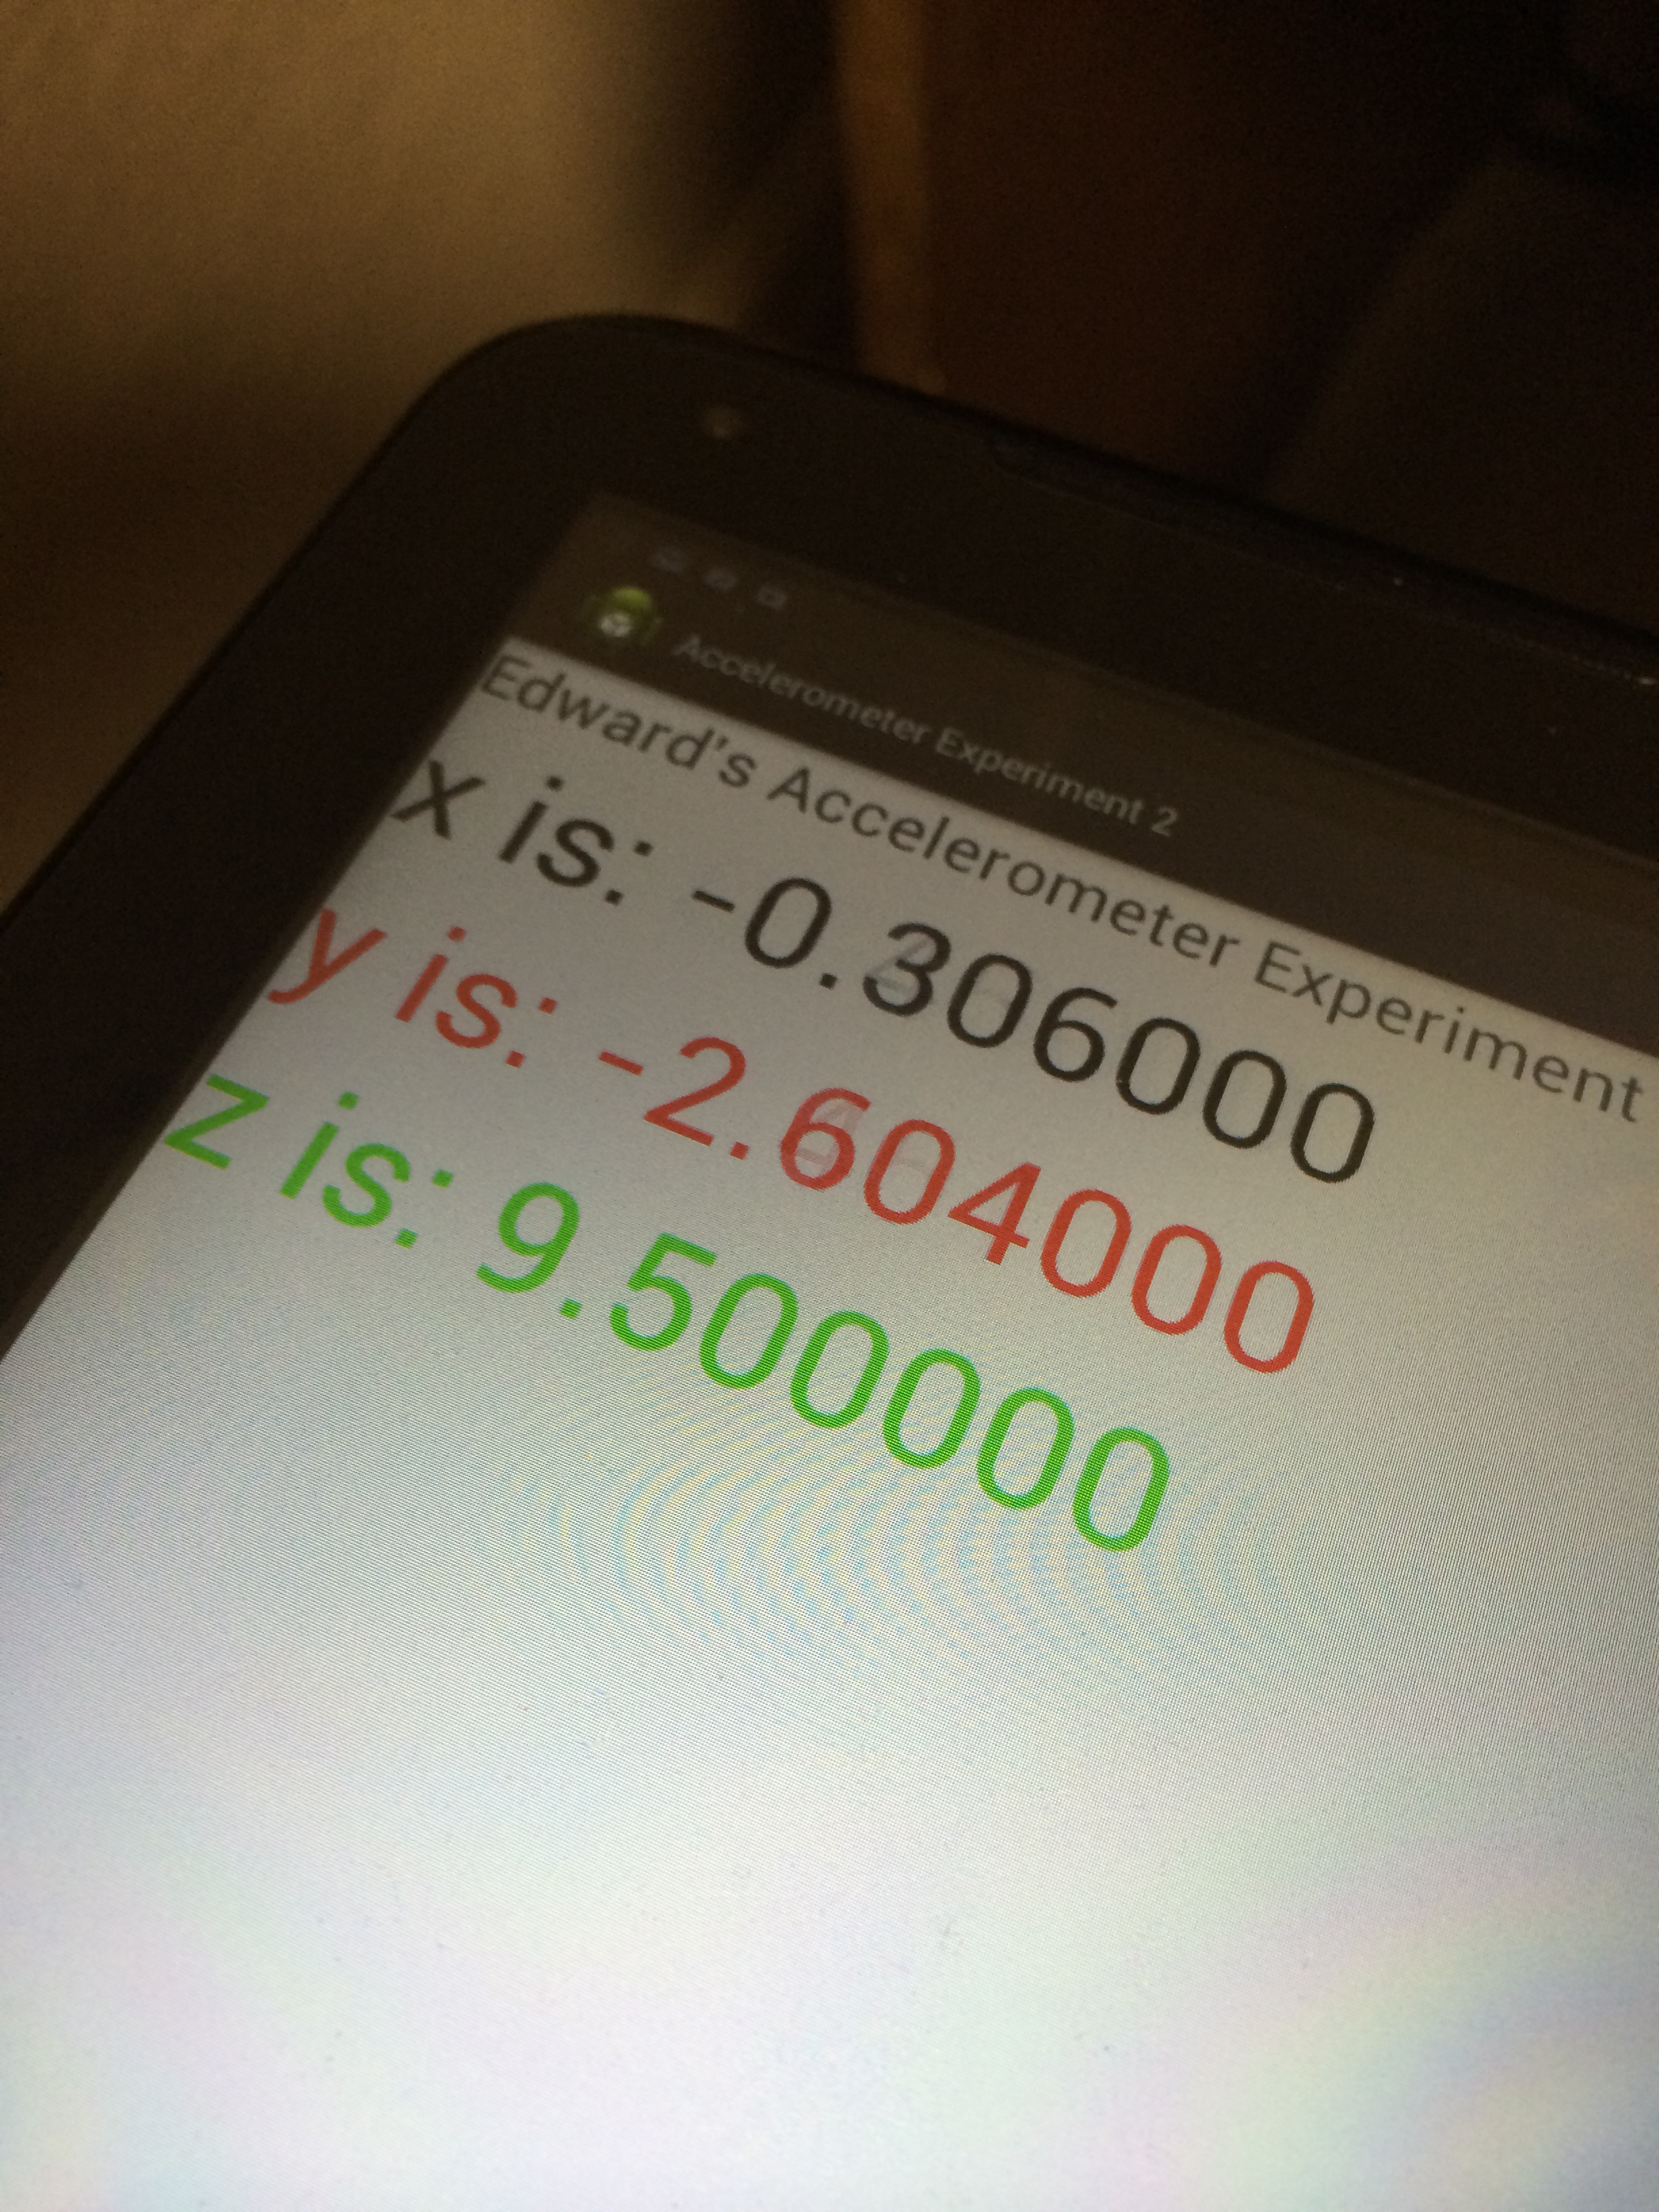 Accelerometer Experiment 2
Edward's Accelerometer Experiment
x is: -0.306000
y is: -2.604000
z is: 9.500000